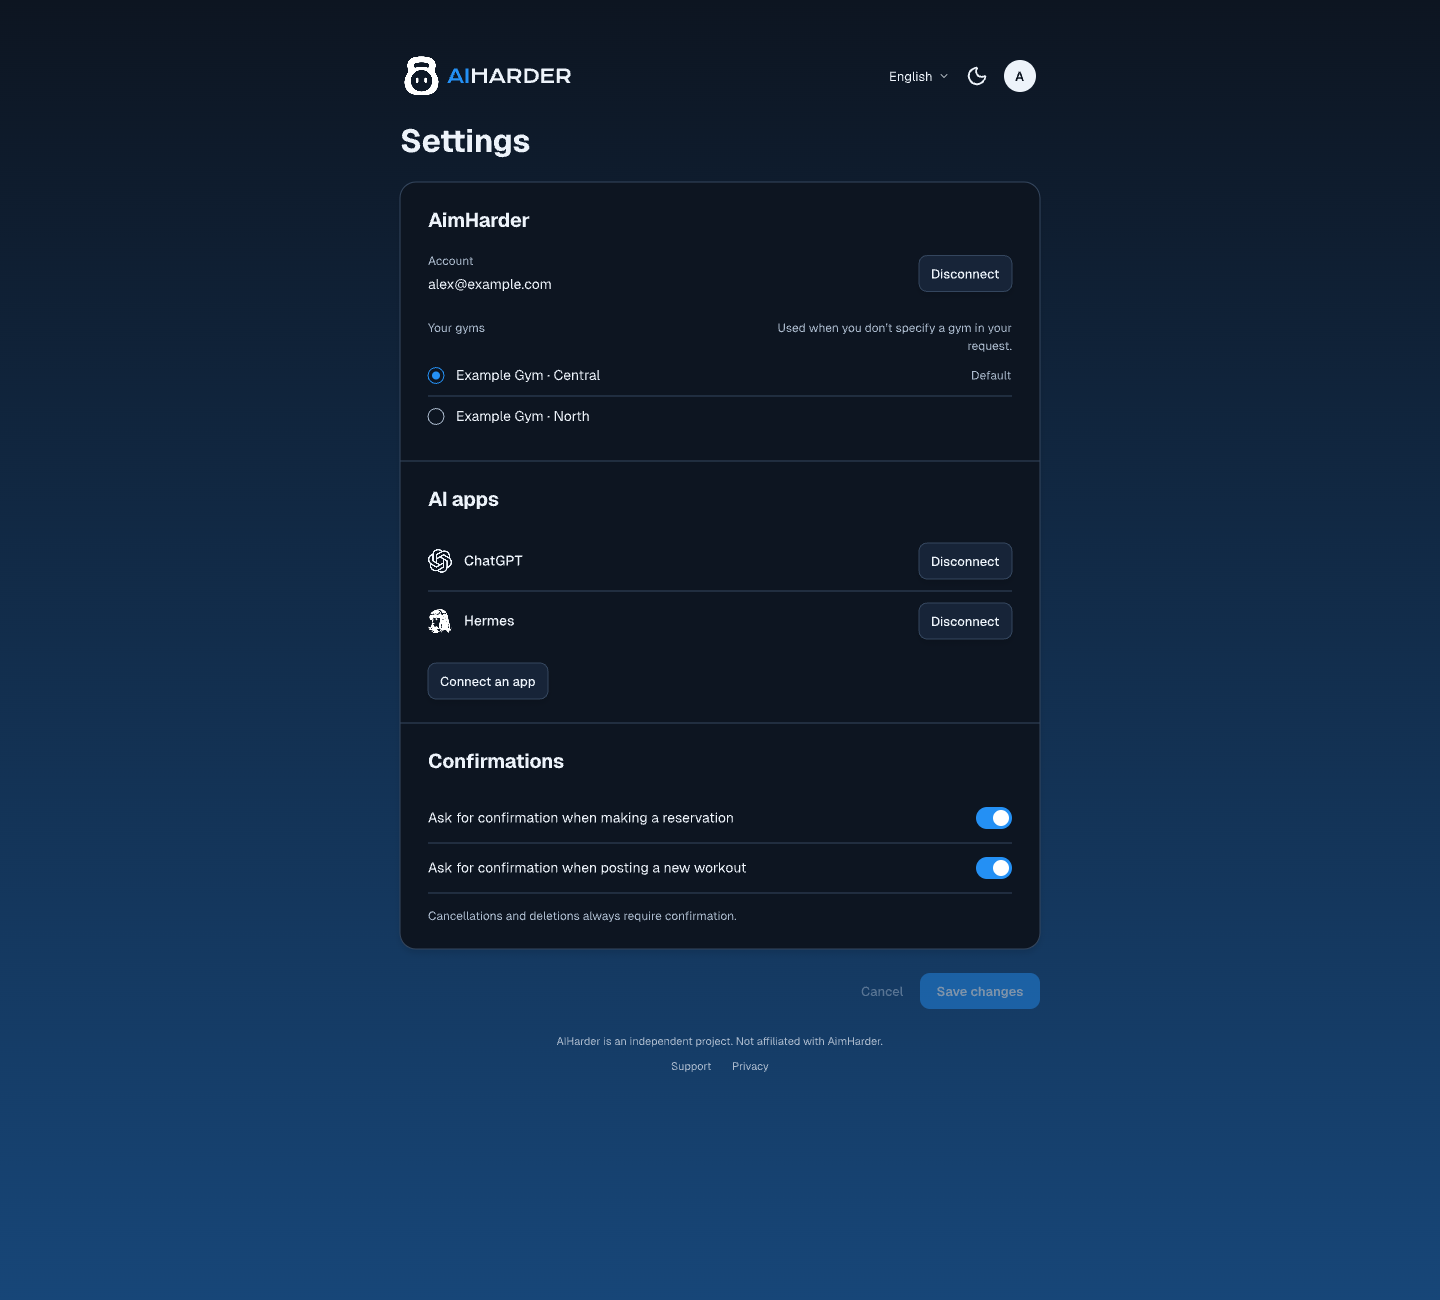 AIHARDER
English
A
Settings
AimHarder
Account
alex@example.com
Disconnect
Your gyms
Used when you don't specify a gym in your
request.
Example Gym · Central
Default
Example Gym · North
AI apps
ChatGPT
Disconnect
Hermes
Disconnect
Connect an app
Confirmations
Ask for confirmation when making a reservation
Ask for confirmation when posting a new workout
Cancellations and deletions always require confirmation.
Cancel
Save changes
AIHarder is an independent project. Not affiliated with AimHarder.
Support
Privacy